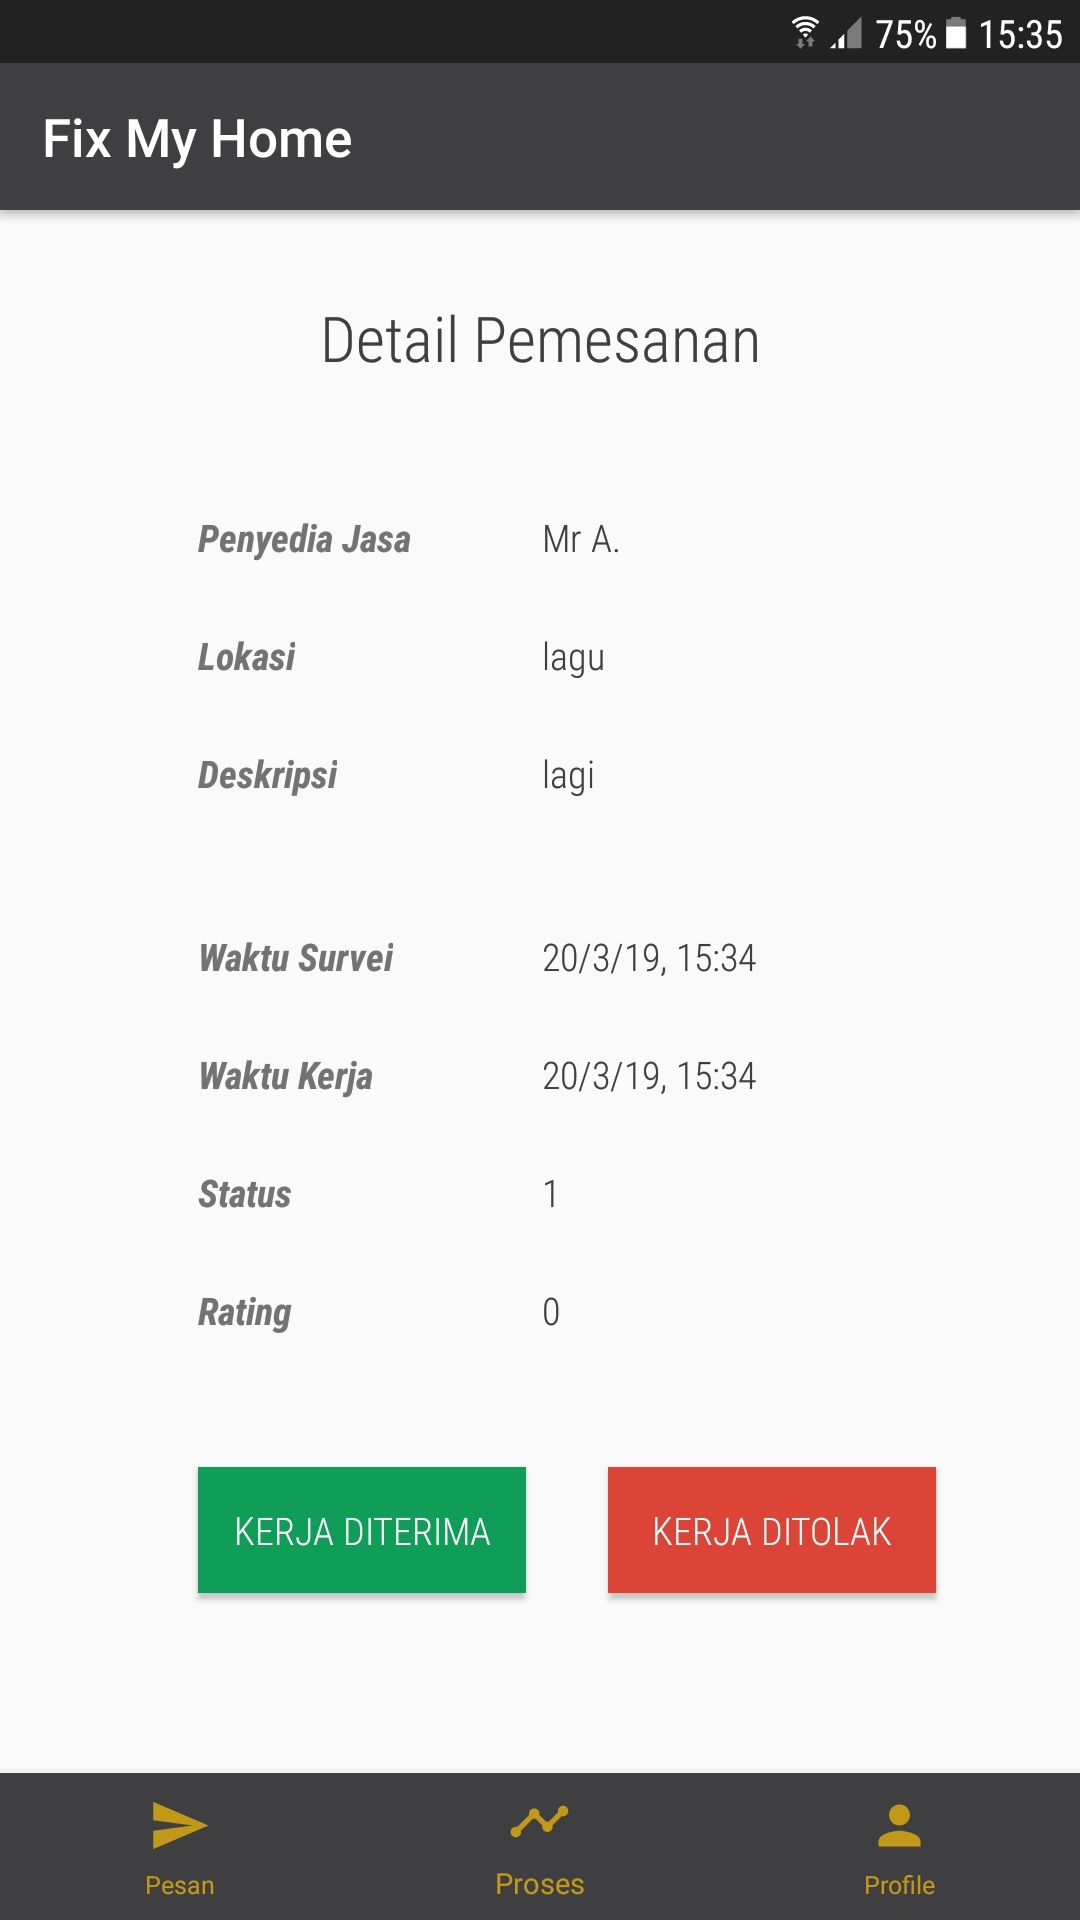 75% 15:35
Fix My Home
Detail Pemesanan
Penyedia Jasa Mr A.
Lokasi lagu
Deskripsi lagi
Waktu Survei 20/3/19, 15:34
Waktu Kerja 20/3/19, 15:34
Status 1
Rating 0
KERJA DITERIMA KERJA DITOLAK
Pesan Proses Profile